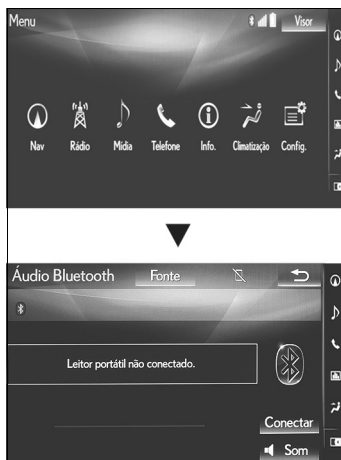 Menu Visor
Nav Rádio Mídia Telefone Info. Climatização Config.
Áudio Bluetooth Fonte
Leitor portátil não conectado.
Conectar
Som